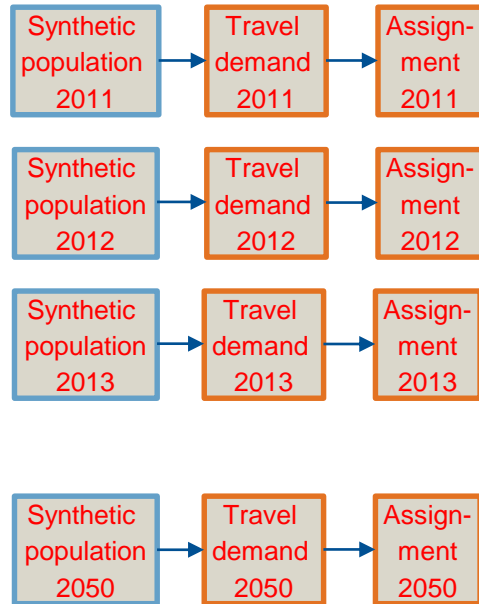 Synthetic
population
2011
Travel
demand
2011
Assign-
ment
2011
Synthetic
population
2012
Travel
demand
2012
Assign-
ment
2012
Synthetic
population
2013
Travel
demand
2013
Assign-
ment
2013
Synthetic
population
2050
Travel
demand
2050
Assign-
ment
2050